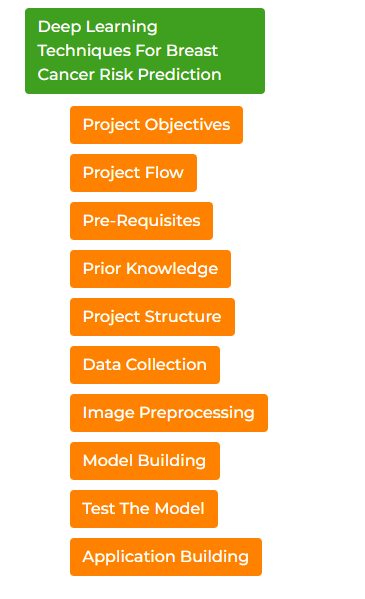 Deep Learning
Techniques For Breast
Cancer Risk Prediction
Project Objectives
Project Flow
Pre-Requisites
Prior Knowledge
Project Structure
Data Collection
Image Preprocessing
Model Building
Test The Model
Application Building